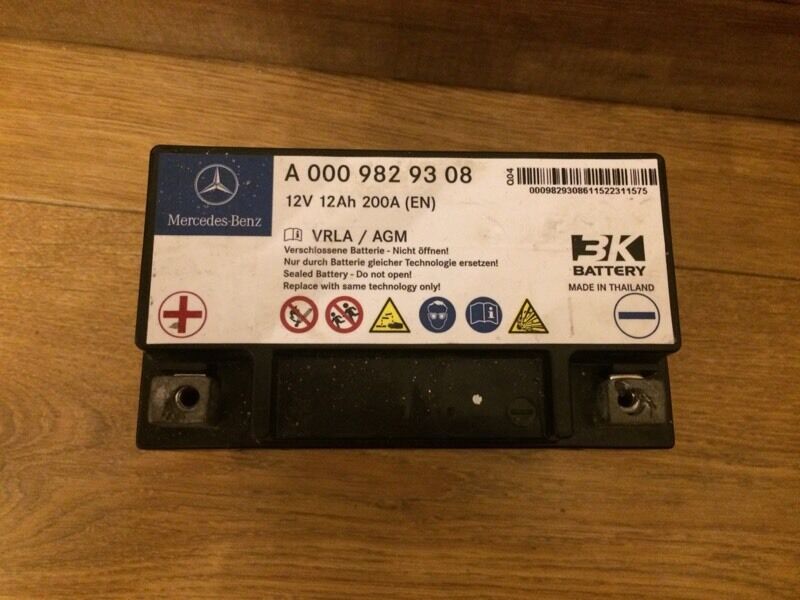 Mercedes-Benz
A 000 982 93 08
12V 12Ah 200A (EN)
VRLA / AGM
Verschlossene Batterie - Nicht öffnen!
Nur durch Batterie gleicher Technologie ersetzen!
Sealed Battery - Do not open!
Replace with same technology only!
Q04
0009829308611522311575
3K
BATTERY
MADE IN THAILAND